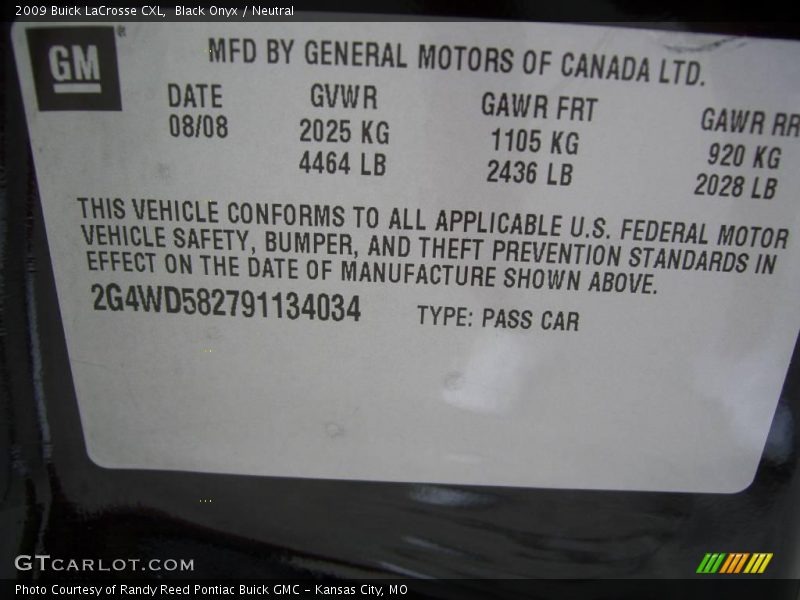 2009 Buick LaCrosse CXL, Black Onyx / Neutral
GM
MFD BY GENERAL MOTORS OF CANADA LTD.
DATE GVWR GAWR FRT GAWR RR
08/08 2025 KG 1105 KG 920 KG
4464 LB 2436 LB 2028 LB
THIS VEHICLE CONFORMS TO ALL APPLICABLE U.S. FEDERAL MOTOR
VEHICLE SAFETY, BUMPER, AND THEFT PREVENTION STANDARDS IN
EFFECT ON THE DATE OF MANUFACTURE SHOWN ABOVE.
2G4WD582791134034 TYPE: PASS CAR
GTCARLOT.COM
Photo Courtesy of Randy Reed Pontiac Buick GMC - Kansas City, MO